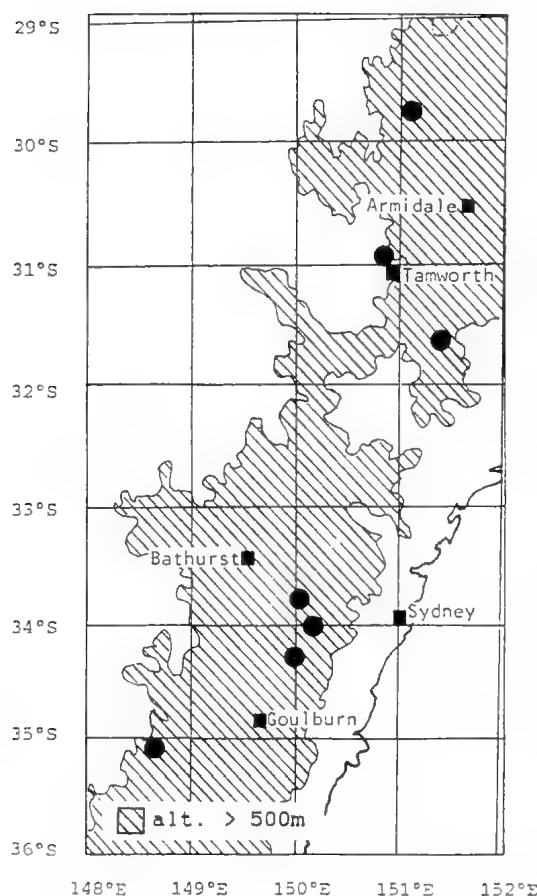 29°S
30°S
Armidale
31°S
Tamworth
32°S
33°S
Bathurst
Sydney
34°S
Goulburn
35°S
alt. > 500m
36°S
148°E 149°E 150°E 151°E 152°E